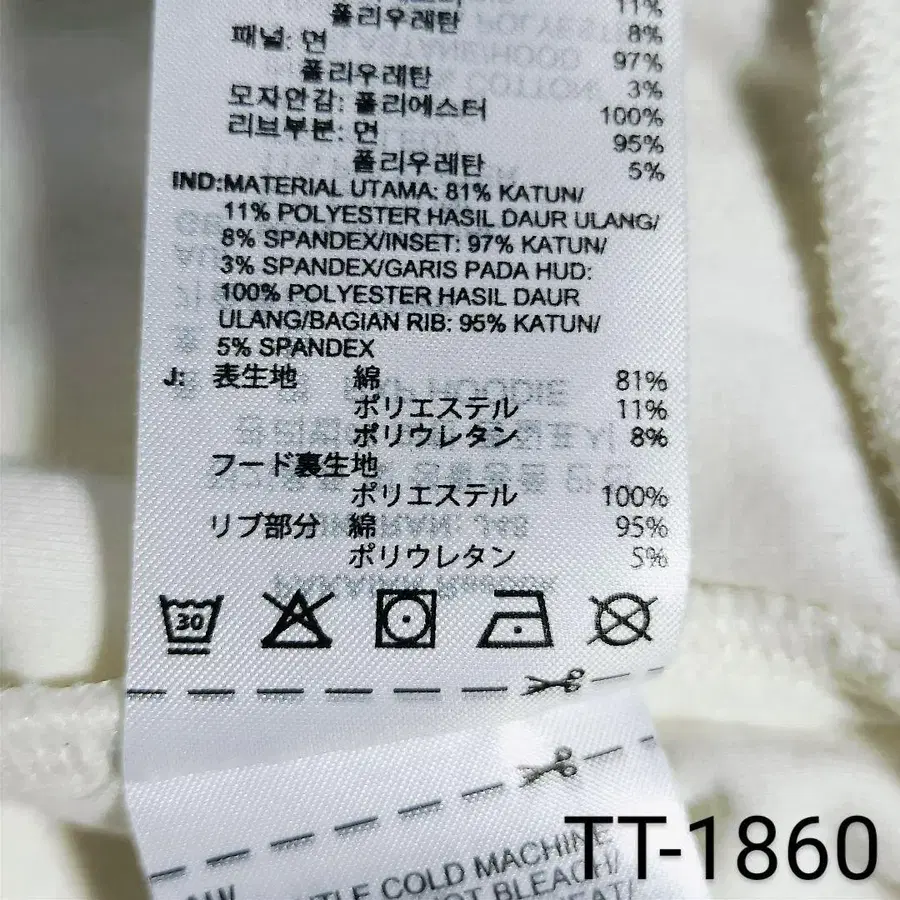 11%
폴리우레탄 8%
패널: 면 97%
폴리우레탄 3%
모자안감: 폴리에스터 100%
리브부분: 면 95%
폴리우레탄 5%
IND:MATERIAL UTAMA: 81% KATUN/
11% POLYESTER HASIL DAUR ULANG/
8% SPANDEX/INSET: 97% KATUN/
3% SPANDEX/GARIS PADA HUD:
100% POLYESTER HASIL DAUR
ULANG/BAGIAN RIB: 95% KATUN/
5% SPANDEX
J: 表生地 綿 81%
ポリエステル 11%
ポリウレタン 8%
フード裏生地
ポリエステル 100%
リブ部分 綿 95%
ポリウレタン 5%
30
COLD MACHINE
BLEACH/
TT-1860